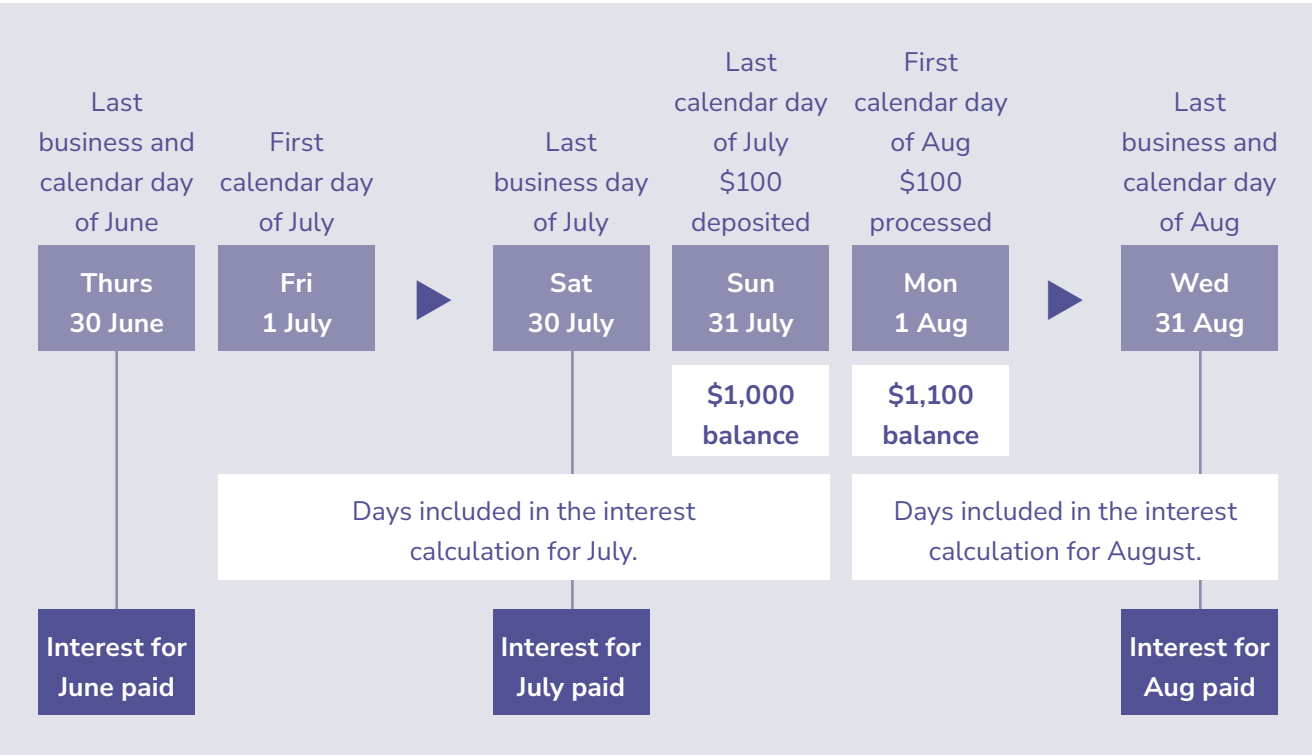 Last
business and
calendar day
of June
First
calendar day
of July
Last
business day
of July
Last
calendar day
of July
$100
deposited
First
calendar day
of Aug
$100
processed
Last
business and
calendar day
of Aug
Thurs
30 June
Fri
1 July
Sat
30 July
Sun
31 July
Mon
1 Aug
Wed
31 Aug
$1,000
balance
$1,100
balance
Days included in the interest
calculation for July.
Days included in the interest
calculation for August.
Interest for
June paid
Interest for
July paid
Interest for
Aug paid